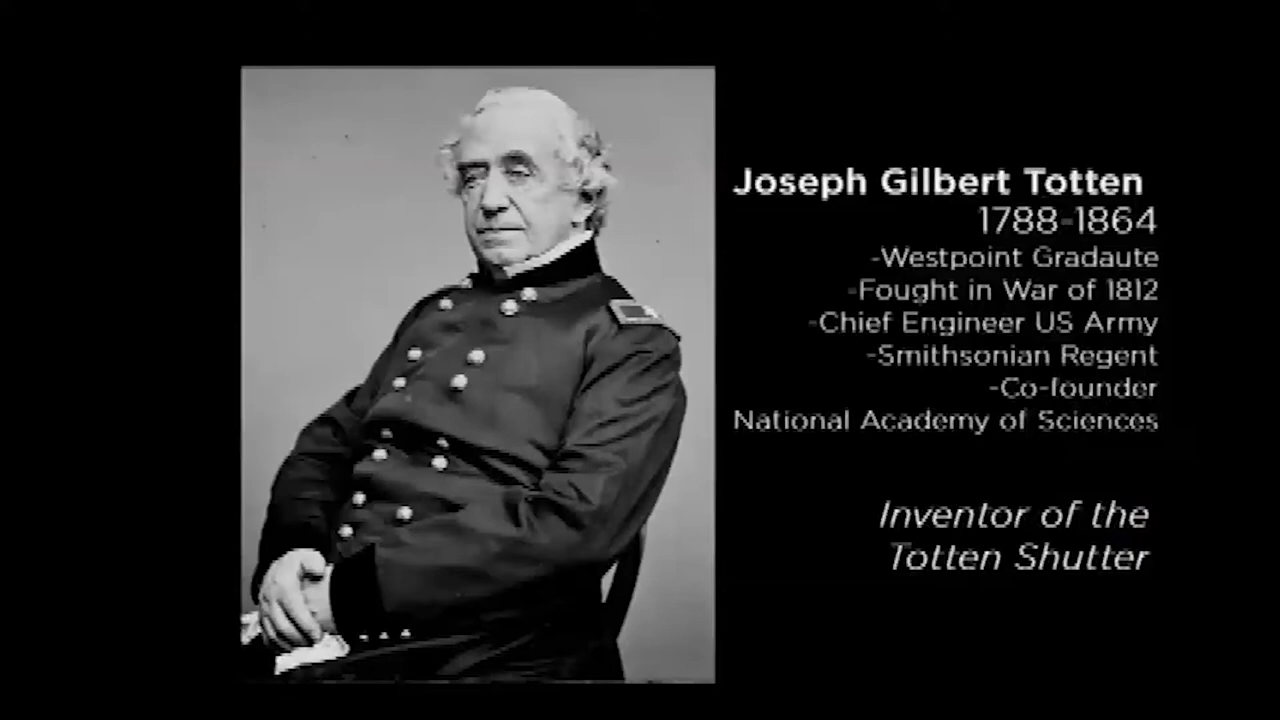 Joseph Gilbert Totten
1788-1864
-Westpoint Gradaute
-Fought in War of 1812
-Chief Engineer US Army
-Smithsonian Regent
-Co-founder
National Academy of Sciences
Inventor of the
Totten Shutter